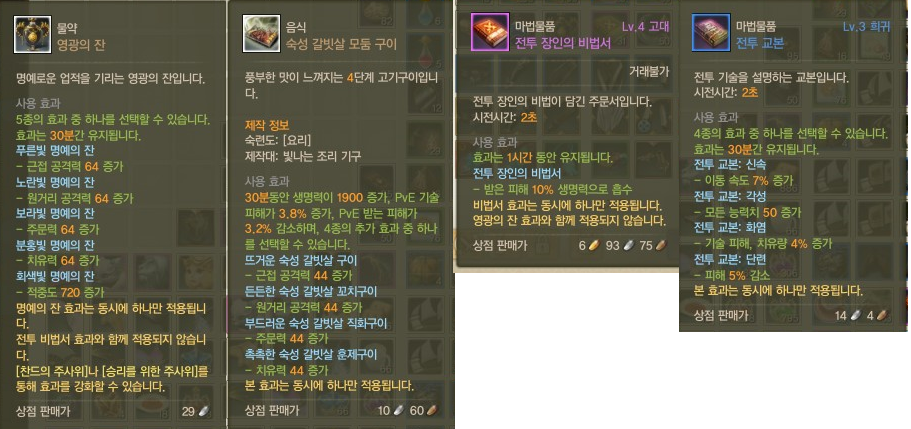 물약
영광의 잔
명예로운 업적을 기리는 영광의 잔입니다.
사용 효과
5종의 효과 중 하나를 선택할 수 있습니다.
효과는 30분간 유지됩니다.
푸른빛 명예의 잔
- 근접 공격력 64 증가
노란빛 명예의 잔
- 원거리 공격력 64 증가
보라빛 명예의 잔
- 주문력 64 증가
분홍빛 명예의 잔
- 치유력 64 증가
회색빛 명예의 잔
- 적중도 720 증가
명예의 잔 효과는 동시에 하나만 적용됩니
다.
전투 비법서 효과와 함께 적용되지 않습니
다.
[찬드의 주사위]나 [승리를 위한 주사위]를
통해 효과를 강화할 수 있습니다.
상점 판매가 29
음식
숙성 갈빗살 모둠 구이
풍부한 맛이 느껴지는 4단계 고기구이입니
다.
제작 정보
숙련도: [요리]
제작대: 빛나는 조리 기구
사용 효과
30분동안 생명력이 1900 증가, PvE 기술
피해가 3.8% 증가, PvE 받는 피해가
3.2% 감소하며, 4종의 추가 효과 중 하나
를 선택할 수 있습니다.
뜨거운 숙성 갈빗살 구이
- 근접 공격력 44 증가
든든한 숙성 갈빗살 꼬치구이
- 원거리 공격력 44 증가
부드러운 숙성 갈빗살 직화구이
- 주문력 44 증가
촉촉한 숙성 갈빗살 훈제구이
- 치유력 44 증가
본 효과는 동시에 하나만 적용됩니다.
상점 판매가 10 60
마법물품 Lv.4 고대
전투 장인의 비법서
거래불가
전투 장인의 비법이 담긴 주문서입니다.
시전시간: 2초
사용 효과
효과는 1시간 동안 유지됩니다.
전투 장인의 비법서
- 받은 피해 10% 생명력으로 흡수
비법서 효과는 동시에 하나만 적용됩니다.
영광의 잔 효과와 함께 적용되지 않습니다.
상점 판매가 6 93 75
마법물품 Lv.3 희귀
전투 교본
전투 기술을 설명하는 교본입니다.
시전시간: 2초
사용 효과
4종의 효과 중 하나를 선택할 수 있습니다.
효과는 30분간 유지됩니다.
전투 교본: 신속
- 이동 속도 7% 증가
전투 교본: 각성
- 모든 능력치 50 증가
전투 교본: 화염
- 기술 피해, 치유량 4% 증가
전투 교본: 단련
- 피해 5% 감소
본 효과는 동시에 하나만 적용됩니다.
상점 판매가 14 4